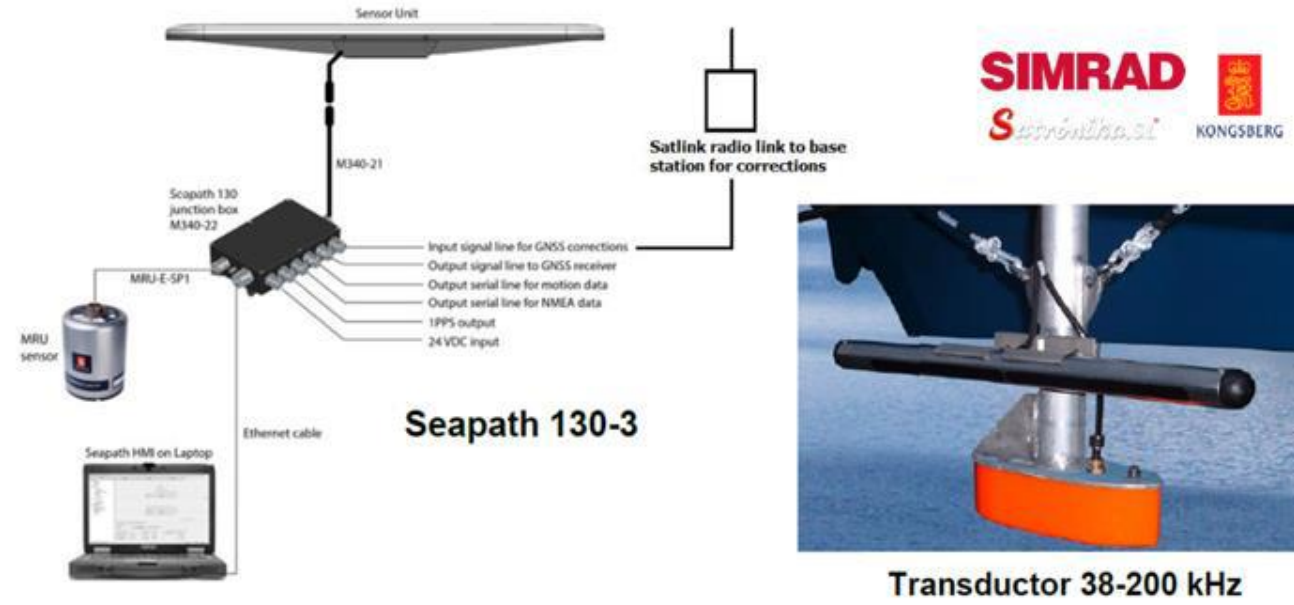 Sensor Unit
M340-21
Seapath 130
junction box
M340-22
MRU-E-SP1
MRU
sensor
Input signal line for GNSS corrections
Output signal line to GNSS receiver
Output serial line for motion data
Output serial line for NMEA data
1PPS output
24 VDC input
Ethernet cable
Seapath HMI on Laptop
Seapath 130-3
Satlink radio link to base
station for corrections
SIMRAD
Satrónika.sl
KONGSBERG
Transductor 38-200 kHz